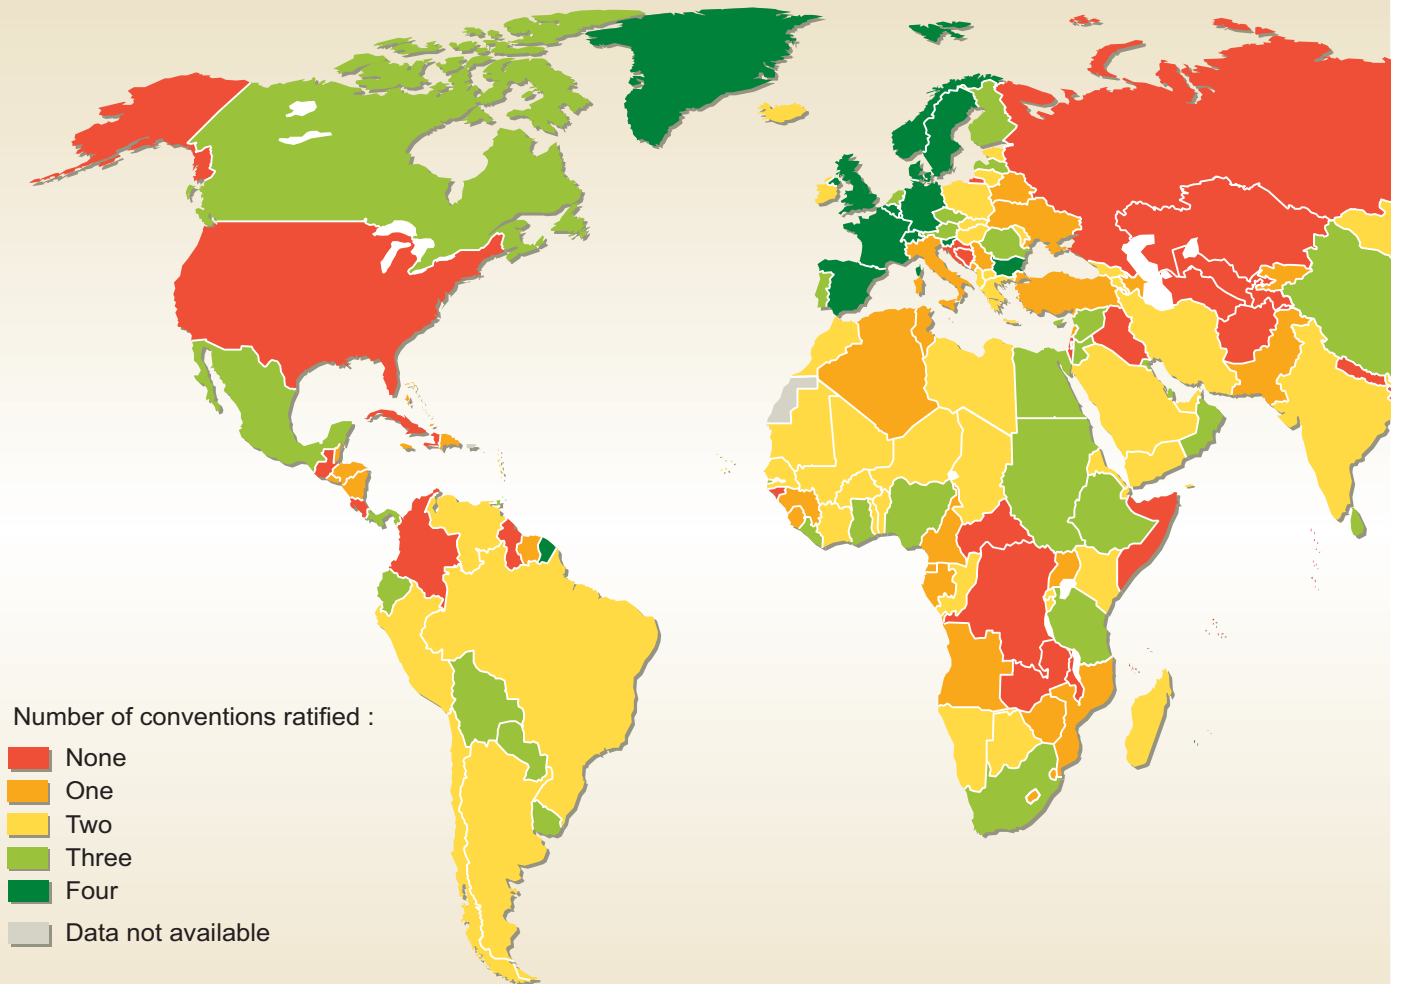 Number of conventions ratified :
None
One
Two
Three
Four
Data not available